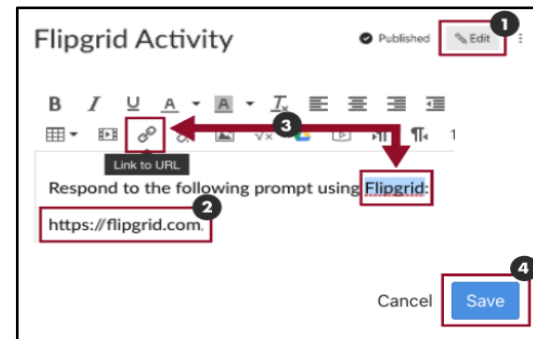 Flipgrid Activity Published Edit 1
B I U A A Tx
3
Link to URL
Respond to the following prompt using Flipgrid:
2
https://flipgrid.com.
4
Cancel Save